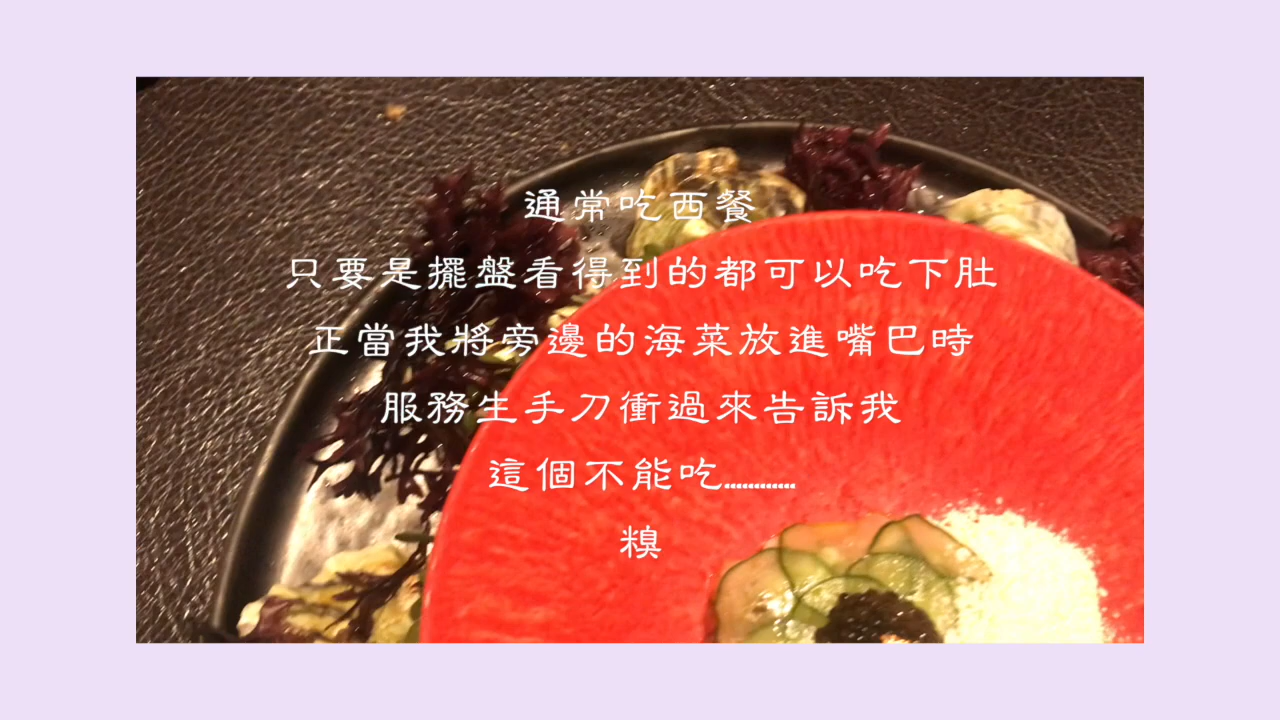 通常吃西餐
只要是擺盤看得到的都可以吃下肚
正當我將旁邊的海菜放進嘴巴時
服務生手刀衝過來告訴我
這個不能吃............
糗